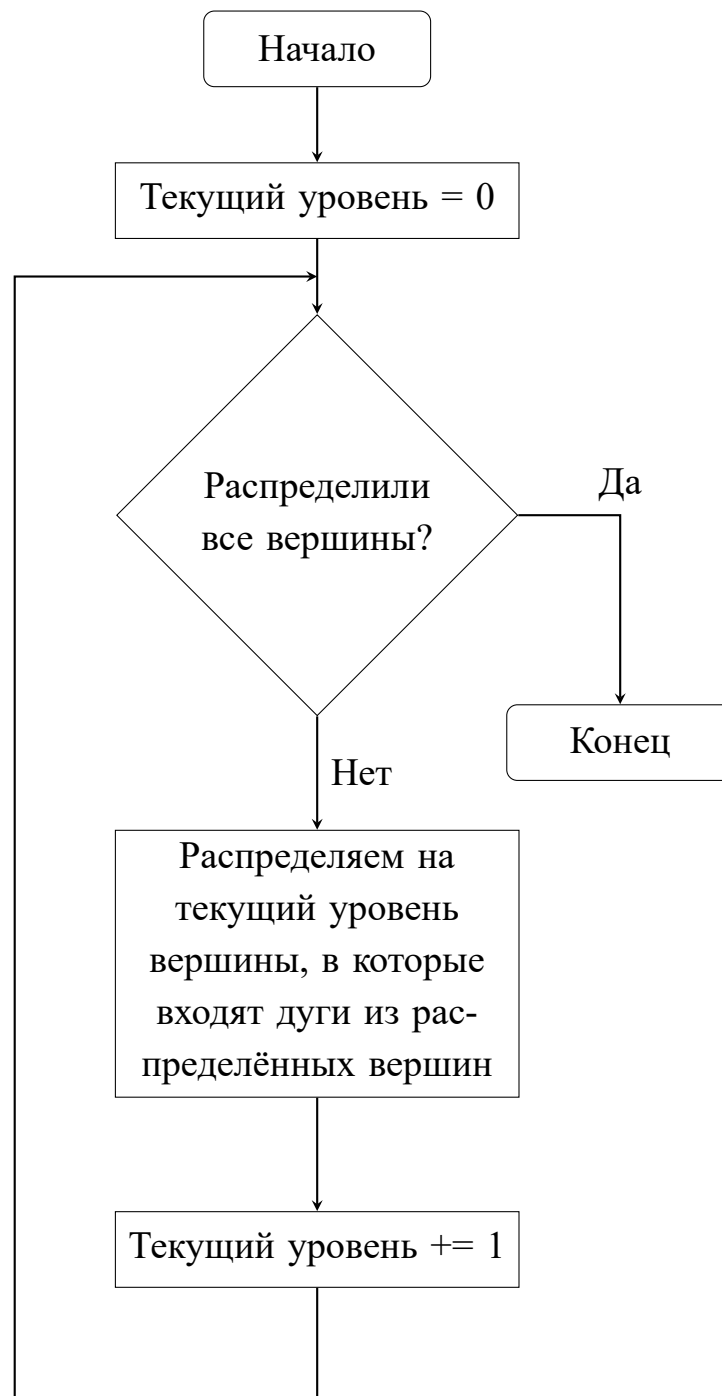 Начало
Текущий уровень = 0
Распределили
все вершины?
Да
Конец
Нет
Распределяем на
текущий уровень
вершины, в которые
входят дуги из рас-
пределённых вершин
Текущий уровень += 1